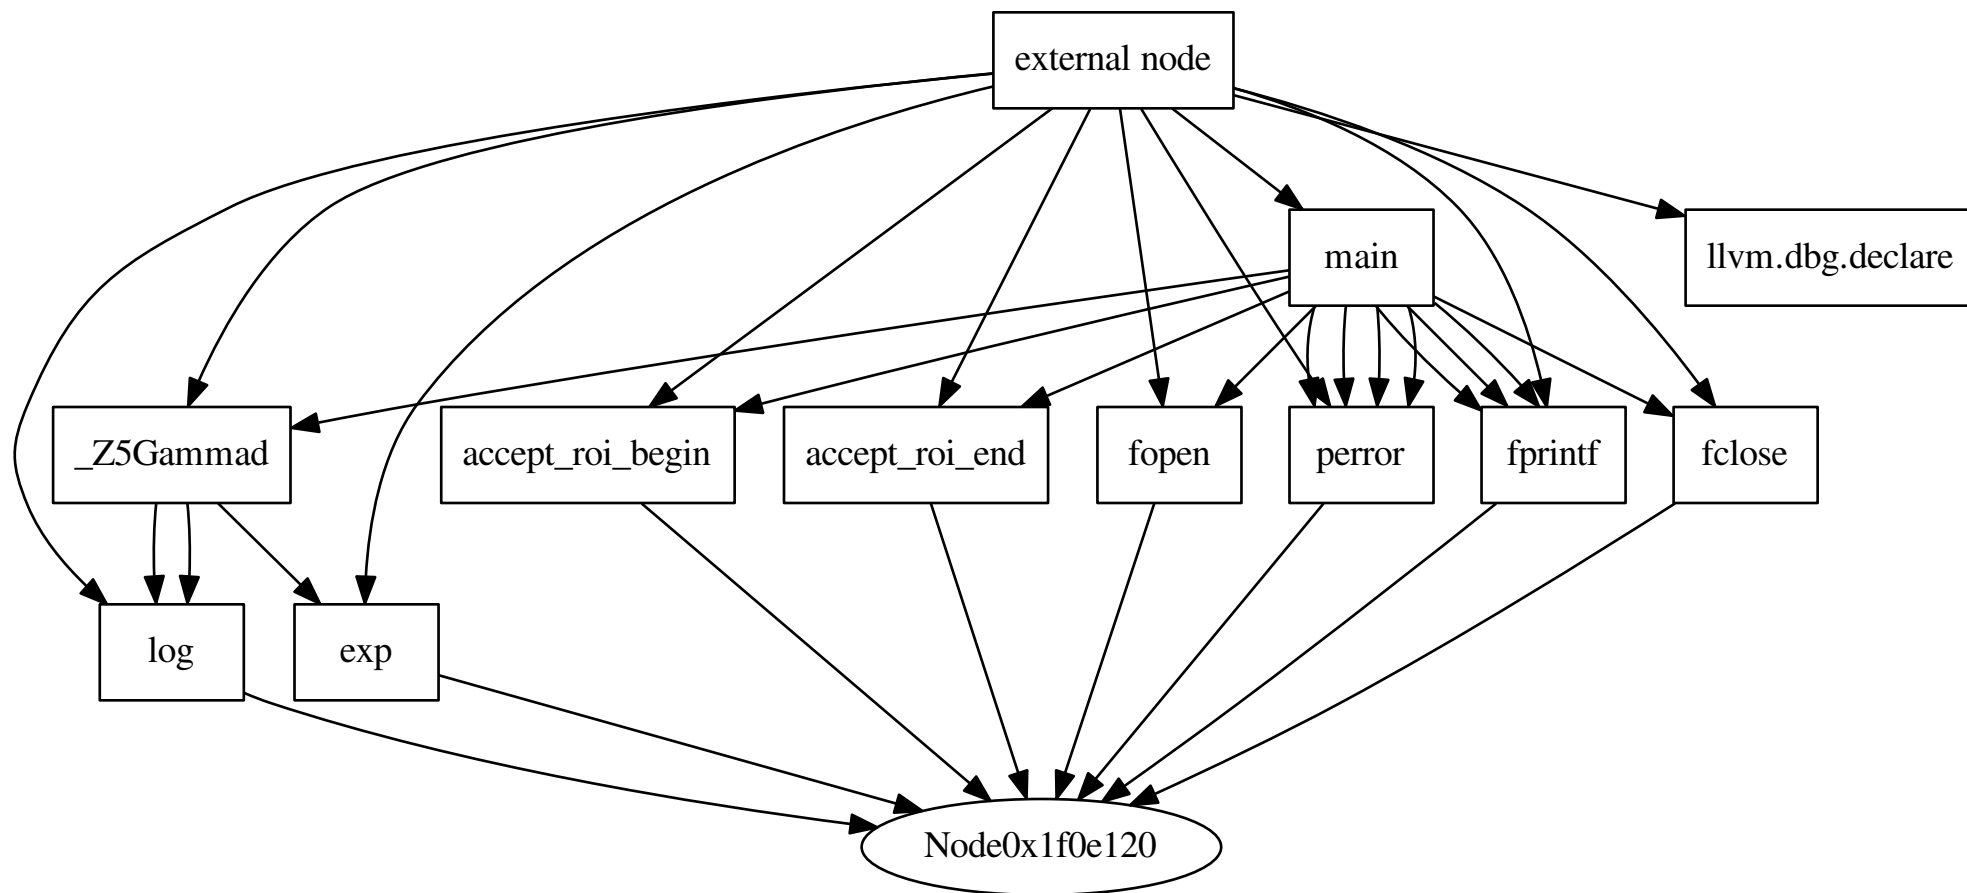 external node
main
llvm.dbg.declare
_Z5Gammad
accept_roi_begin
accept_roi_end
fopen
perror
fprintf
fclose
log
exp
Node0x1f0e120